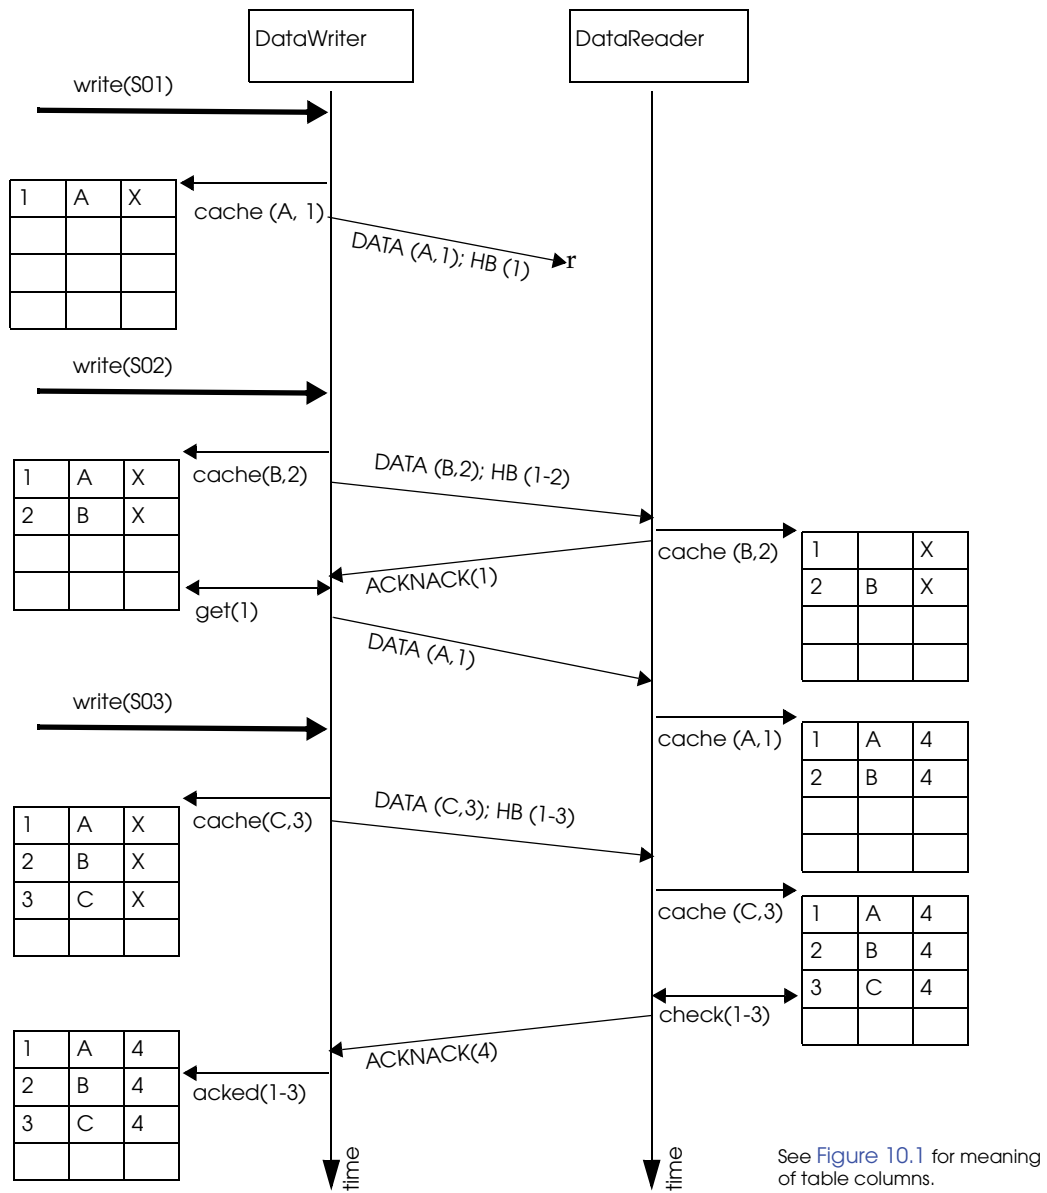 DataWriter
DataReader
write(S01)
1 A X
cache (A, 1)
DATA (A,1); HB (1)
r
write(S02)
cache(B,2)
DATA (B,2); HB (1-2)
1 A X
2 B X
cache (B,2)
1 X
2 B X
ACKNACK(1)
get(1)
DATA (A,1)
write(S03)
cache (A,1)
1 A 4
2 B 4
cache(C,3)
DATA (C,3); HB (1-3)
1 A X
2 B X
3 C X
cache (C,3)
1 A 4
2 B 4
3 C 4
check(1-3)
ACKNACK(4)
1 A 4
2 B 4
3 C 4
acked(1-3)
time
time
See Figure 10.1 for meaning
of table columns.